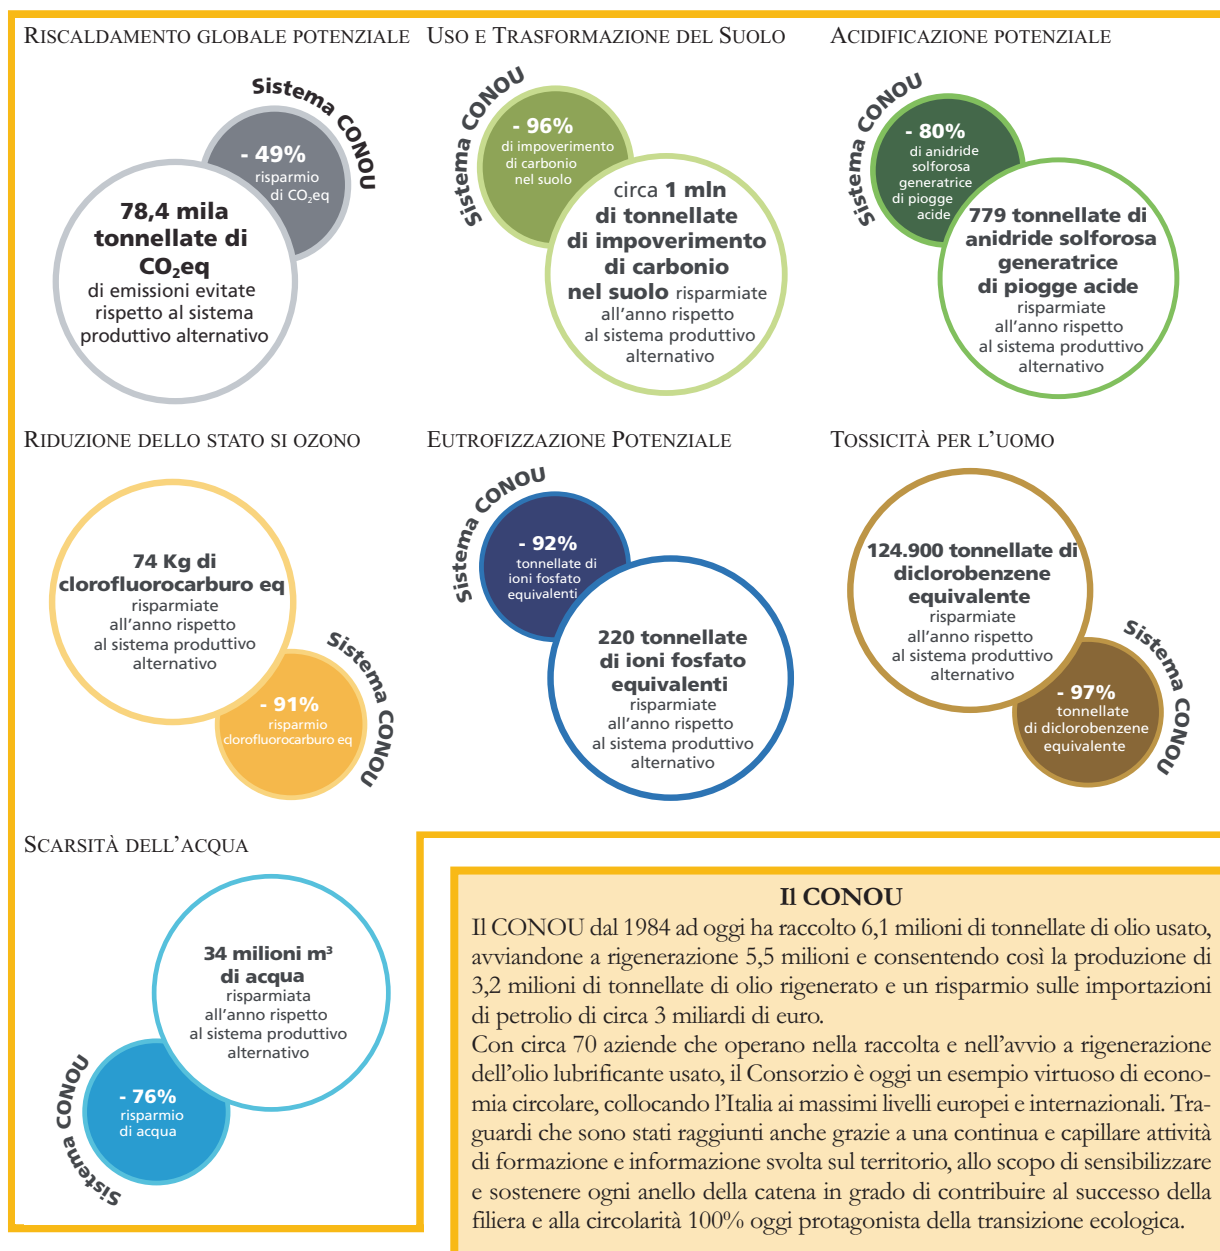 Riscaldamento globale potenziale
Sistema CONOU
- 49%
risparmio
di CO₂eq
78,4 mila
tonnellate di
CO₂eq
di emissioni evitate
rispetto al sistema
produttivo alternativo
Uso e Trasformazione del Suolo
Sistema CONOU
- 96%
di impoverimento
di carbonio
nel suolo
circa 1 mln
di tonnellate
di impoverimento
di carbonio
nel suolo risparmiate
all'anno rispetto
al sistema produttivo
alternativo
Acidificazione potenziale
Sistema CONOU
- 80%
di anidride
solforosa
generatrice
di piogge
acide
779 tonnellate di
anidride solforosa
generatrice
di piogge acide
risparmiate
all'anno rispetto
al sistema produttivo
alternativo
Riduzione dello stato si ozono
74 Kg di
clorofluorocarburo eq
risparmiate
all'anno rispetto
al sistema produttivo
alternativo
Sistema CONOU
- 91%
risparmio
clorofluorocarburo eq
Eutrofizzazione Potenziale
Sistema CONOU
- 92%
tonnellate di
ioni fosfato
equivalenti
220 tonnellate
di ioni fosfato
equivalenti
risparmiate
all'anno rispetto
al sistema produttivo
alternativo
Tossicità per l'uomo
124.900 tonnellate di
diclorobenzene
equivalente
risparmiate
all'anno rispetto
al sistema produttivo
alternativo
Sistema CONOU
- 97%
tonnellate
di diclorobenzene
equivalente
Scarsità dell'acqua
34 milioni m³
di acqua
risparmiata
all'anno rispetto
al sistema produttivo
alternativo
Sistema CONOU
- 76%
risparmio
di acqua
Il CONOU
Il CONOU dal 1984 ad oggi ha raccolto 6,1 milioni di tonnellate di olio usato,
avviandone a rigenerazione 5,5 milioni e consentendo così la produzione di
3,2 milioni di tonnellate di olio rigenerato e un risparmio sulle importazioni
di petrolio di circa 3 miliardi di euro.
Con circa 70 aziende che operano nella raccolta e nell'avvio a rigenerazione
dell'olio lubrificante usato, il Consorzio è oggi un esempio virtuoso di econo-
mia circolare, collocando l'Italia ai massimi livelli europei e internazionali. Tra-
guardi che sono stati raggiunti anche grazie a una continua e capillare attività
di formazione e informazione svolta sul territorio, allo scopo di sensibilizzare
e sostenere ogni anello della catena in grado di contribuire al successo della
filiera e alla circolarità 100% oggi protagonista della transizione ecologica.